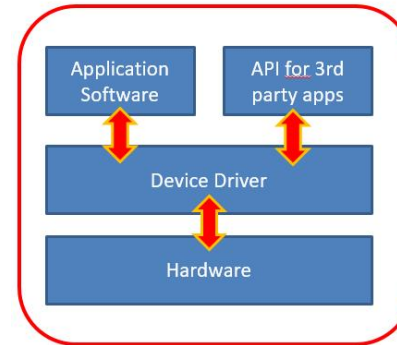 Application
Software
API for 3rd
party apps
Device Driver
Hardware